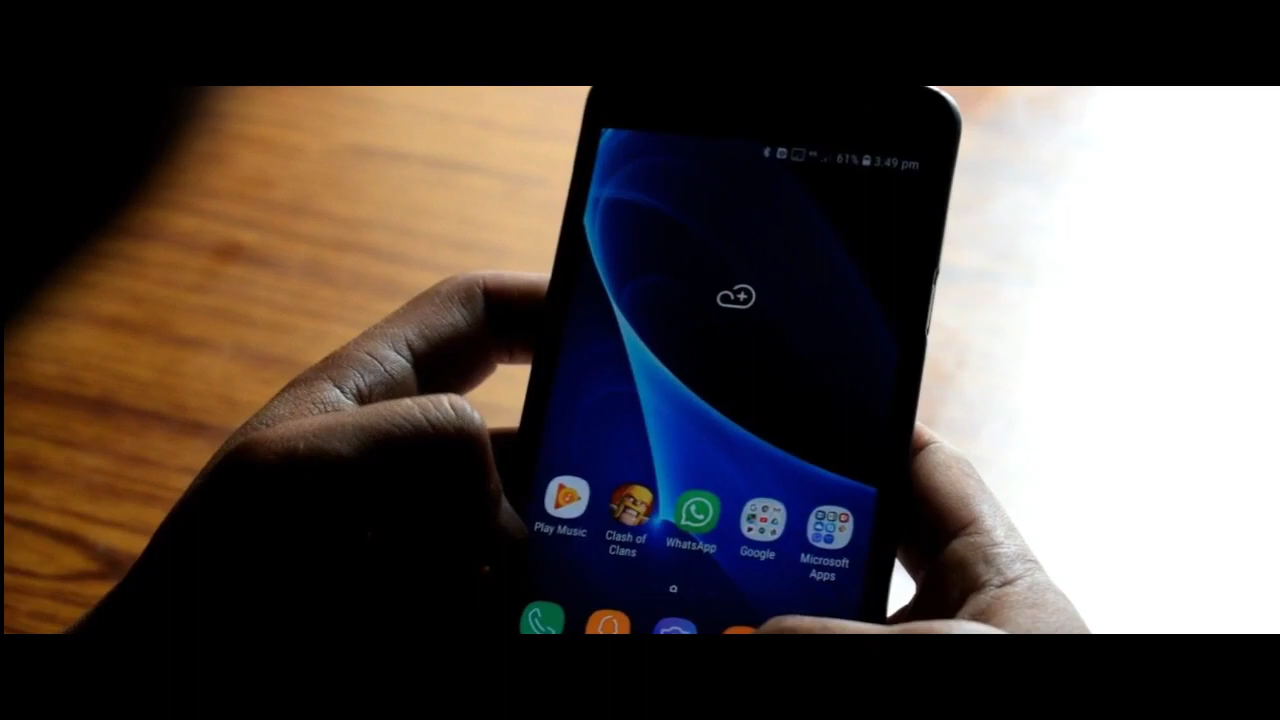 61% 3:49 pm
Play Music
Clash of
Clans
WhatsApp
Google
Microsoft
Apps